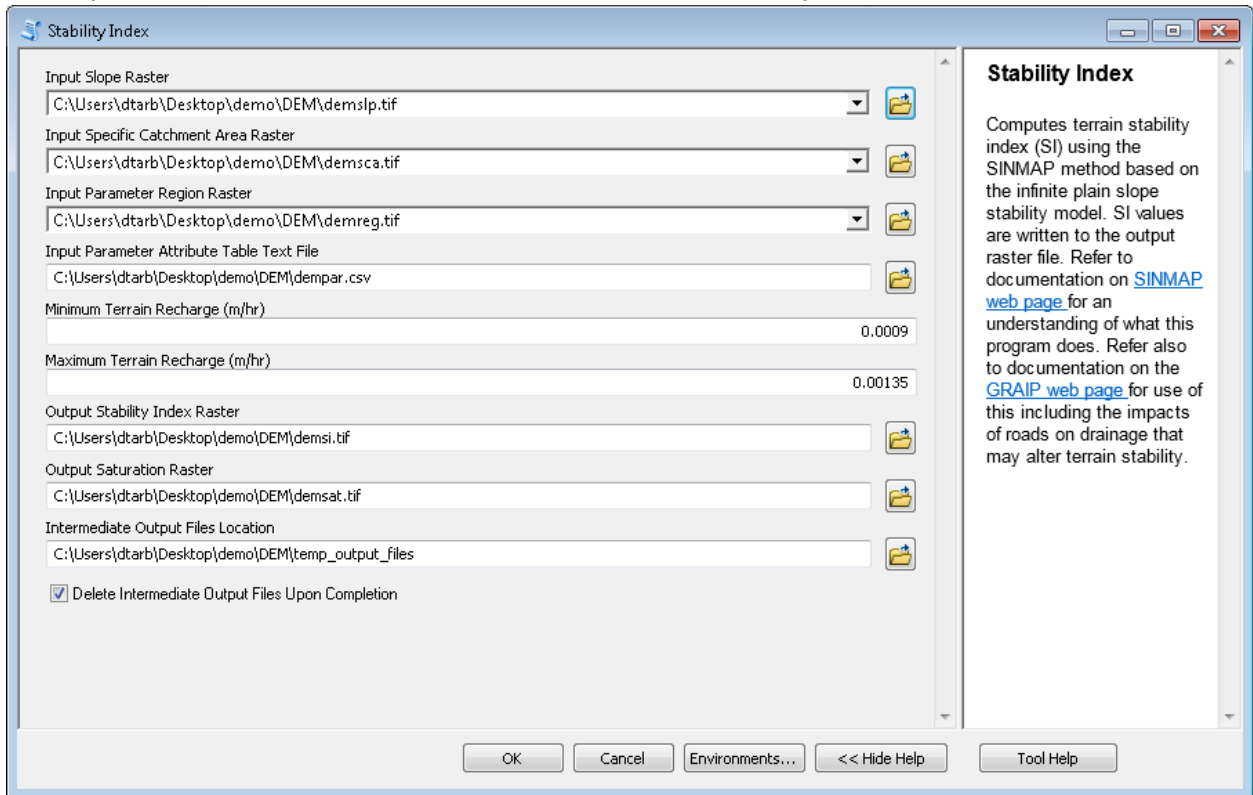 Stability Index
Input Slope Raster
C:\Users\dtarb\Desktop\demo\DEM\demslp.tif
Input Specific Catchment Area Raster
C:\Users\dtarb\Desktop\demo\DEM\demsca.tif
Input Parameter Region Raster
C:\Users\dtarb\Desktop\demo\DEM\demreg.tif
Input Parameter Attribute Table Text File
C:\Users\dtarb\Desktop\demo\DEM\dempar.csv
Minimum Terrain Recharge (m/hr)
0.0009
Maximum Terrain Recharge (m/hr)
0.00135
Output Stability Index Raster
C:\Users\dtarb\Desktop\demo\DEM\demsi.tif
Output Saturation Raster
C:\Users\dtarb\Desktop\demo\DEM\demsat.tif
Intermediate Output Files Location
C:\Users\dtarb\Desktop\demo\DEM\temp_output_files
Delete Intermediate Output Files Upon Completion
Stability Index
Computes terrain stability
index (SI) using the
SINMAP method based on
the infinite plain slope
stability model. SI values
are written to the output
raster file. Refer to
documentation on SINMAP
web page for an
understanding of what this
program does. Refer also
to documentation on the
GRAIP web page for use of
this including the impacts
of roads on drainage that
may alter terrain stability.
OK Cancel Environments... << Hide Help Tool Help